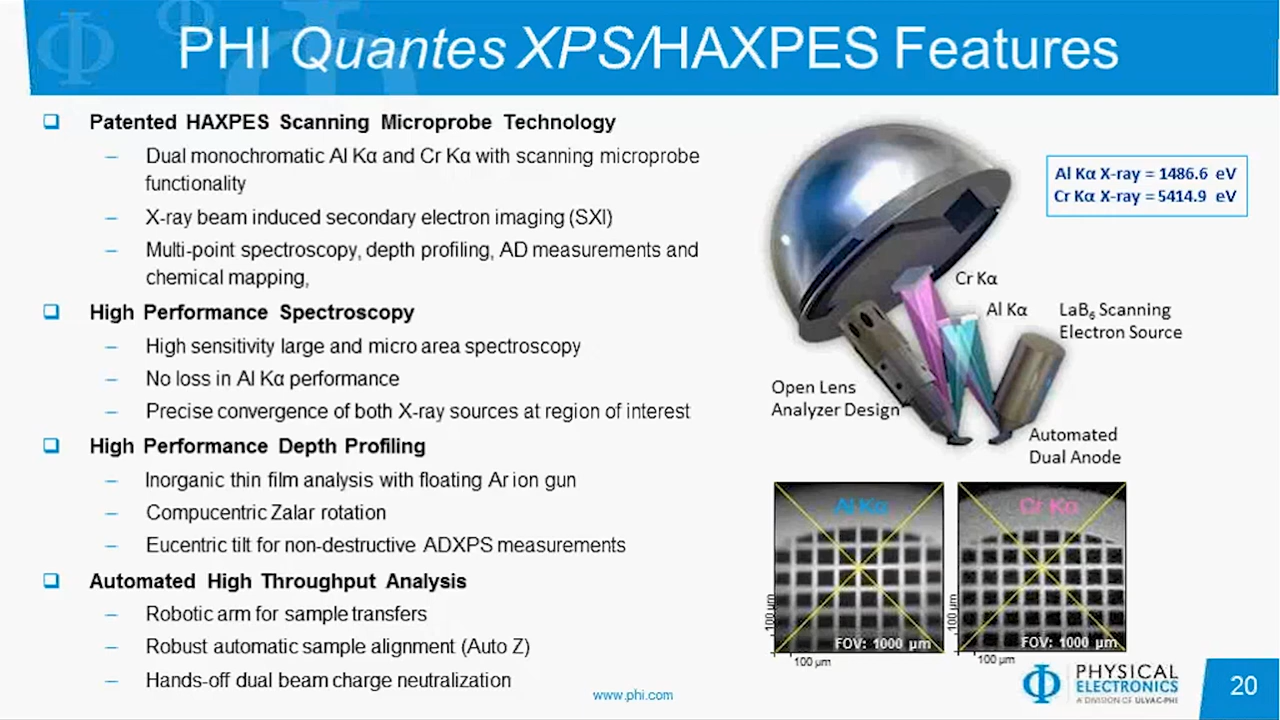 PHI Quantes XPS/HAXPES Features
❑ Patented HAXPES Scanning Microprobe Technology
– Dual monochromatic Al Kα and Cr Kα with scanning microprobe
functionality
– X-ray beam induced secondary electron imaging (SXI)
– Multi-point spectroscopy, depth profiling, AD measurements and
chemical mapping,
❑ High Performance Spectroscopy
– High sensitivity large and micro area spectroscopy
– No loss in Al Kα performance
– Precise convergence of both X-ray sources at region of interest
❑ High Performance Depth Profiling
– Inorganic thin film analysis with floating Ar ion gun
– Compucentric Zalar rotation
– Eucentric tilt for non-destructive ADXPS measurements
❑ Automated High Throughput Analysis
– Robotic arm for sample transfers
– Robust automatic sample alignment (Auto Z)
– Hands-off dual beam charge neutralization
Al Kα X-ray = 1486.6 eV
Cr Kα X-ray = 5414.9 eV
Cr Kα
Al Kα
LaB₆ Scanning
Electron Source
Open Lens
Analyzer Design
Automated
Dual Anode
Al Kα
100 µm
FOV: 1000 µm
100 µm
Cr Kα
100 µm
FOV: 1000 µm
100 µm
www.phi.com
PHYSICAL
ELECTRONICS
A DIVISION OF ULVAC-PHI
20